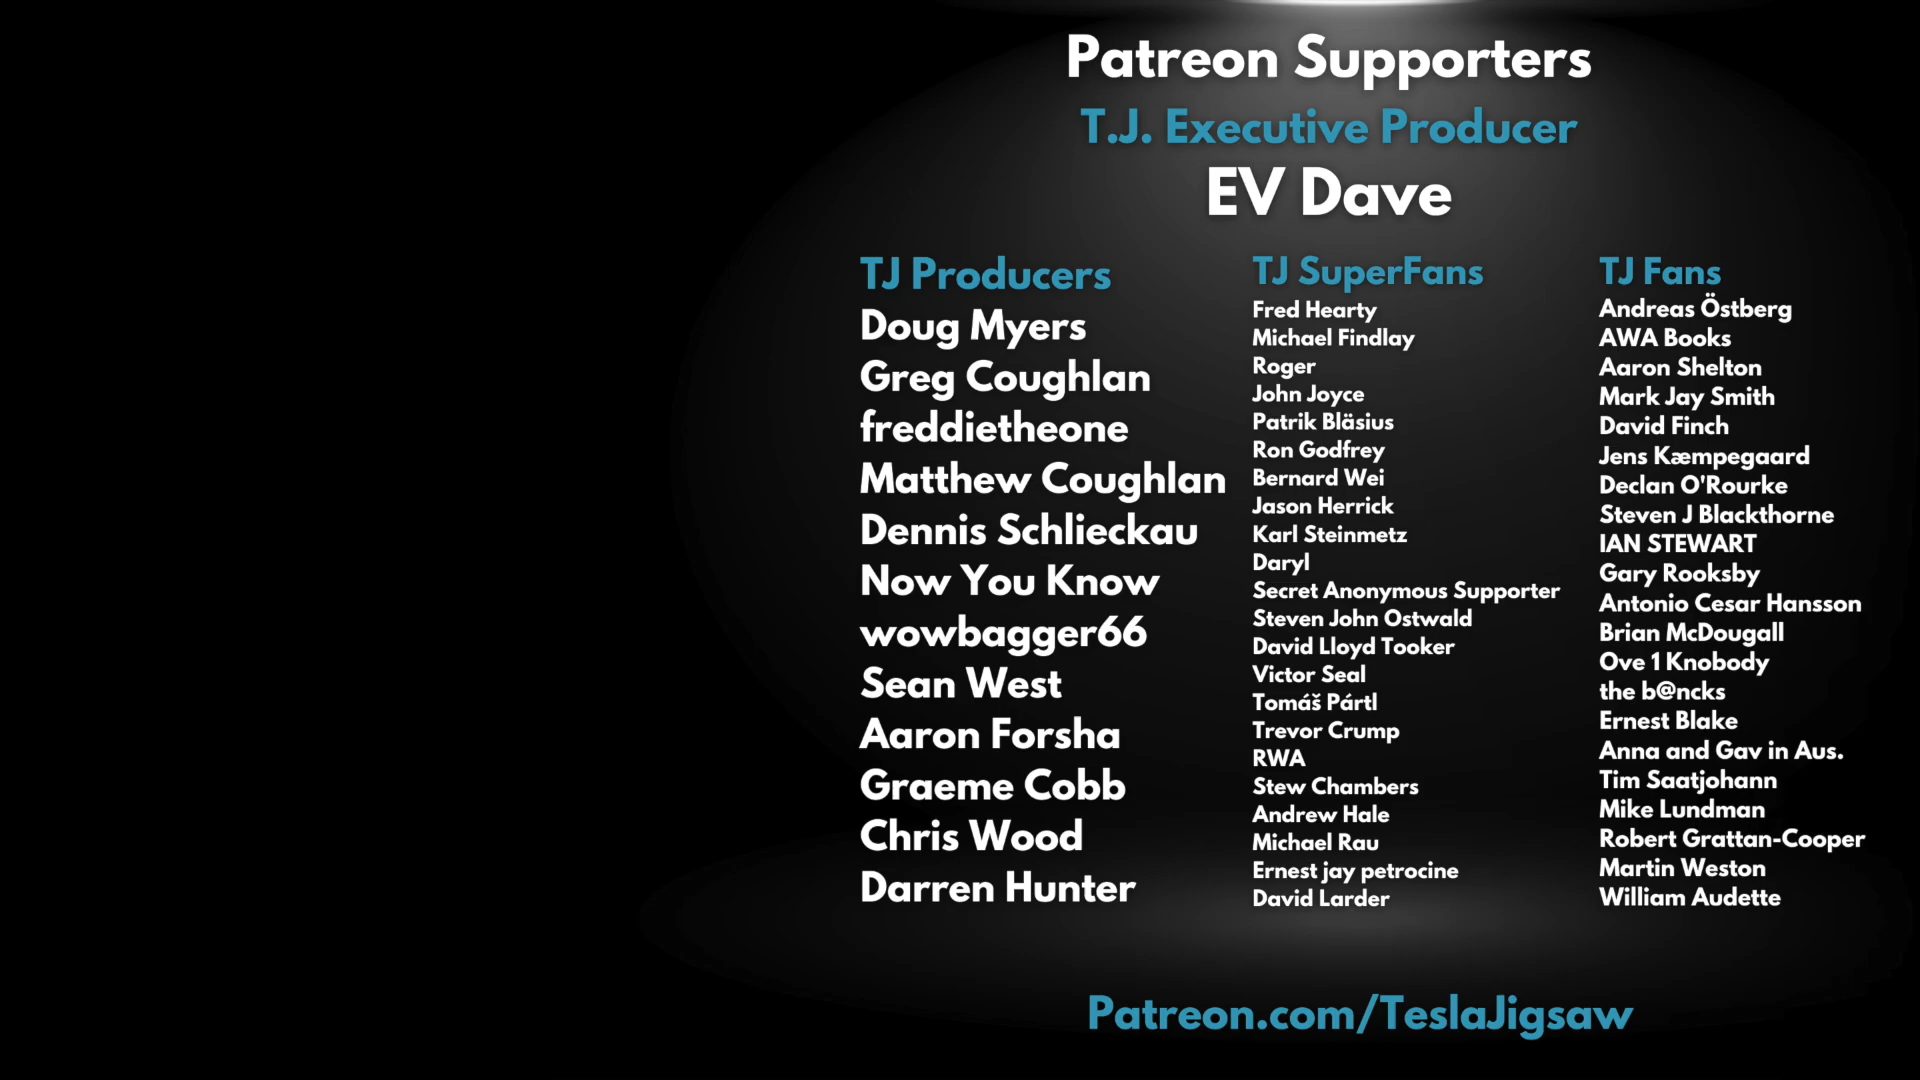 Patreon Supporters
T.J. Executive Producer
EV Dave
TJ Producers
Doug Myers
Greg Coughlan
freddietheone
Matthew Coughlan
Dennis Schlieckau
Now You Know
wowbagger66
Sean West
Aaron Forsha
Graeme Cobb
Chris Wood
Darren Hunter
TJ SuperFans
Fred Hearty
Michael Findlay
Roger
John Joyce
Patrik Bläsius
Ron Godfrey
Bernard Wei
Jason Herrick
Karl Steinmetz
Daryl
Secret Anonymous Supporter
Steven John Ostwald
David Lloyd Tooker
Victor Seal
Tomáš Pártl
Trevor Crump
RWA
Stew Chambers
Andrew Hale
Michael Rau
Ernest jay petrocine
David Larder
TJ Fans
Andreas Östberg
AWA Books
Aaron Shelton
Mark Jay Smith
David Finch
Jens Kæmpegaard
Declan O'Rourke
Steven J Blackthorne
IAN STEWART
Gary Rooksby
Antonio Cesar Hansson
Brian McDougall
Ove 1 Knobody
the b@ncks
Ernest Blake
Anna and Gav in Aus.
Tim Saatjohann
Mike Lundman
Robert Grattan-Cooper
Martin Weston
William Audette
Patreon.com/TeslaJigsaw